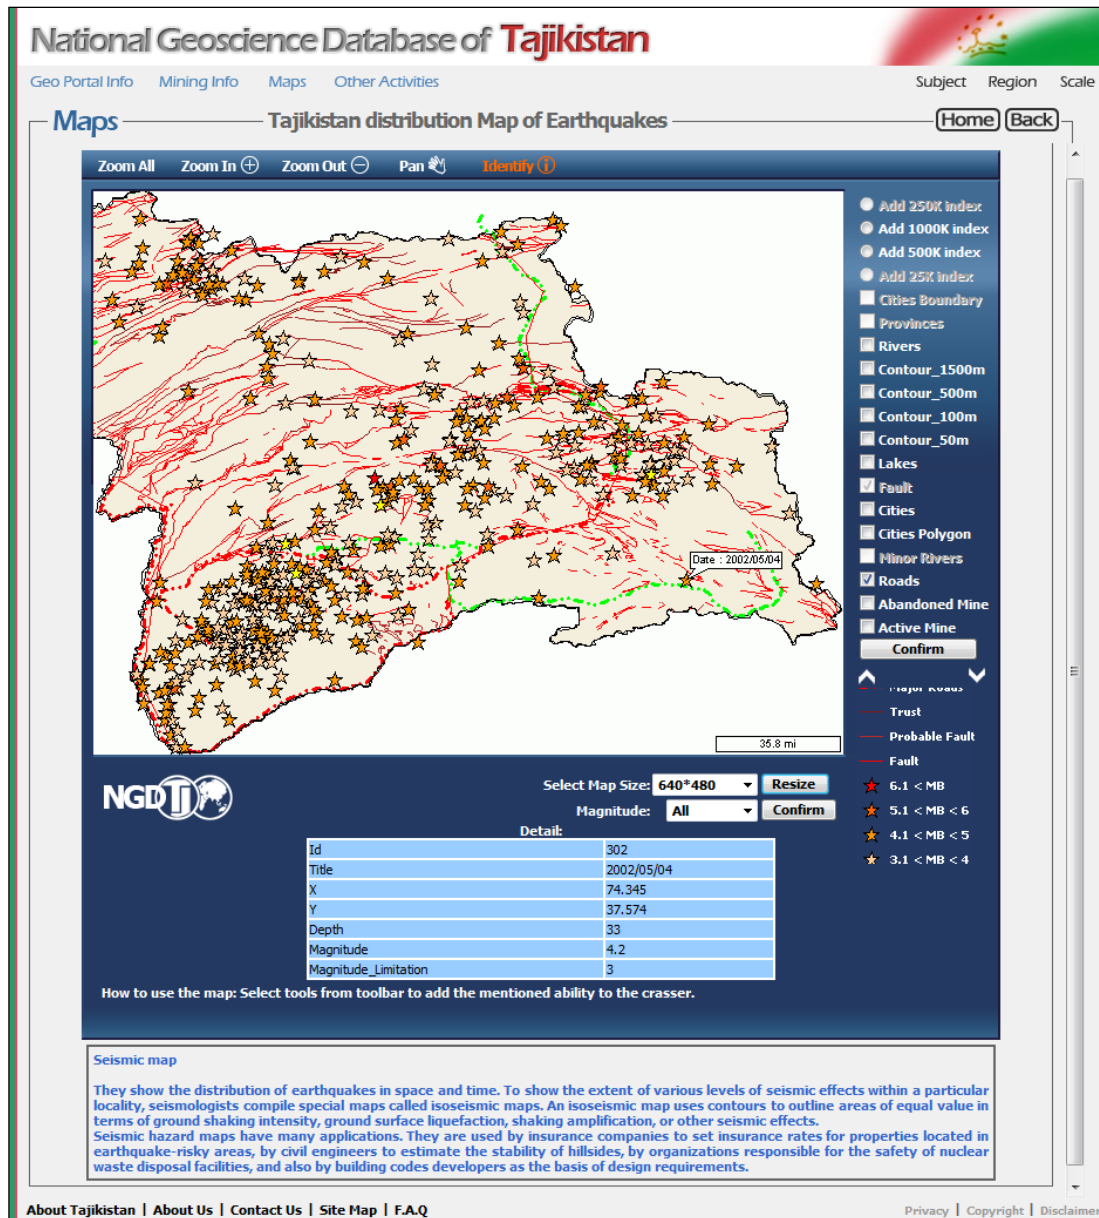 National Geoscience Database of Tajikistan
Geo Portal Info Mining Info Maps Other Activities Subject Region Scale
Maps Tajikistan distribution Map of Earthquakes Home Back
Zoom All Zoom In Zoom Out Pan Identify
Add 250K index
Add 1000K index
Add 500K index
Add 25K index
Cities Boundary
Provinces
Rivers
Contour_1500m
Contour_500m
Contour_100m
Contour_50m
Lakes
Fault
Cities
Cities Polygon
Minor Rivers
Roads
Abandoned Mine
Active Mine
Confirm
Date : 2002/05/04
35.8 mi
Major Roads
Trust
Probable Fault
Fault
6.1 < MB
5.1 < MB < 6
4.1 < MB < 5
3.1 < MB < 4
NGD TJ
Select Map Size: 640*480 Resize
Magnitude: All Confirm
Detail:
Id 302
Title 2002/05/04
X 74.345
Y 37.574
Depth 33
Magnitude 4.2
Magnitude_Limitation 3
How to use the map: Select tools from toolbar to add the mentioned ability to the crasser.
Seismic map
They show the distribution of earthquakes in space and time. To show the extent of various levels of seismic effects within a particular
locality, seismologists compile special maps called isoseismic maps. An isoseismic map uses contours to outline areas of equal value in
terms of ground shaking intensity, ground surface liquefaction, shaking amplification, or other seismic effects.
Seismic hazard maps have many applications. They are used by insurance companies to set insurance rates for properties located in
earthquake-risky areas, by civil engineers to estimate the stability of hillsides, by organizations responsible for the safety of nuclear
waste disposal facilities, and also by building codes developers as the basis of design requirements.
About Tajikistan | About Us | Contact Us | Site Map | F.A.Q Privacy | Copyright | Disclaimer